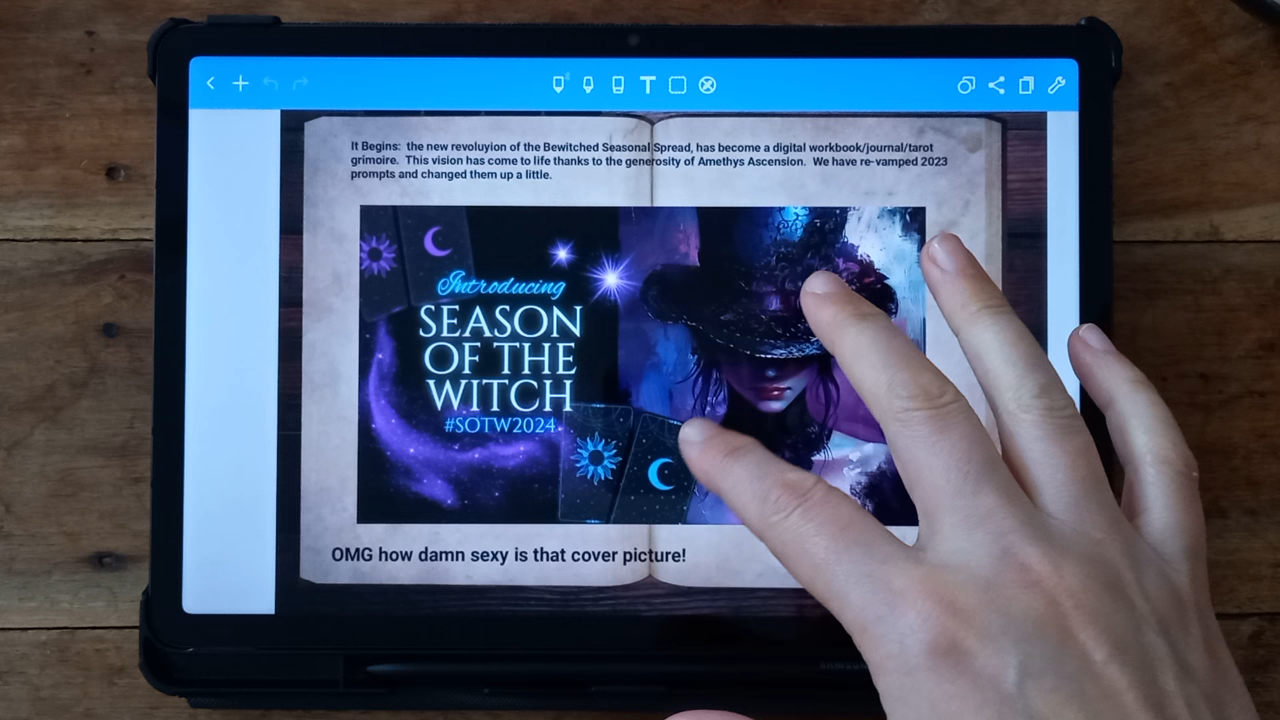 It Begins:  the new revoluyion of the Bewitched Seasonal Spread, has become a digital workbook/journal/tarot
grimoire.  This vision has come to life thanks to the generosity of Amethys Ascension.  We have re-vamped 2023
prompts and changed them up a little.
Introducing
SEASON
OF THE
WITCH
#SOTW2024
OMG how damn sexy is that cover picture!
SAMSUNG